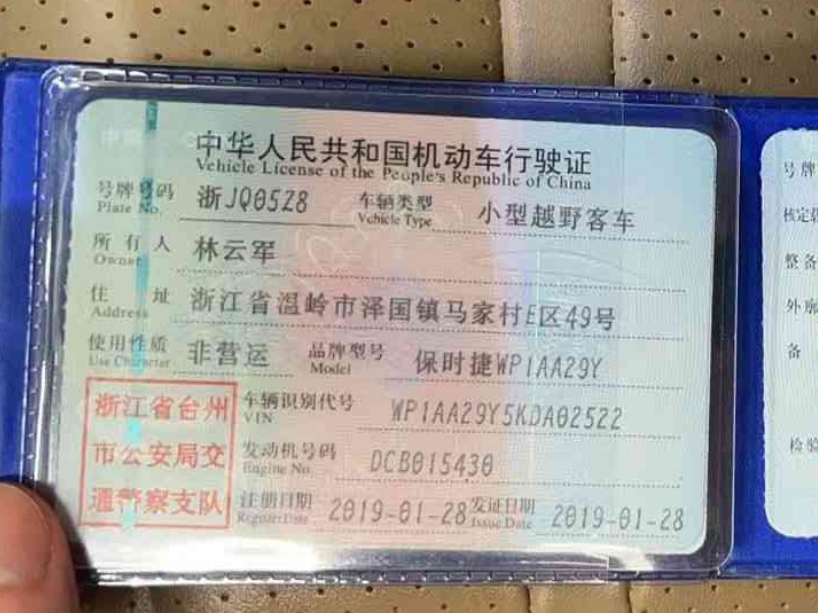 中华人民共和国机动车行驶证
Vehicle License of the People's Republic of China
号牌号码 浙JQ05Z8 车辆类型 小型越野客车
Plate No. Vehicle Type
所有人 林云军
Owner
住址 浙江省温岭市泽国镇马家村E区49号
Address
使用性质 非营运 品牌型号 保时捷WP1AA29Y
Use Character Model
浙江省台州 车辆识别代号 WP1AA29Y5KDA02522
VIN
市公安局交 发动机号码 DCB015430
Engine No.
通警察支队 注册日期 2019-01-28 发证日期 2019-01-28
Register Date Issue Date
号牌
核定
整备
外廓
备
检验